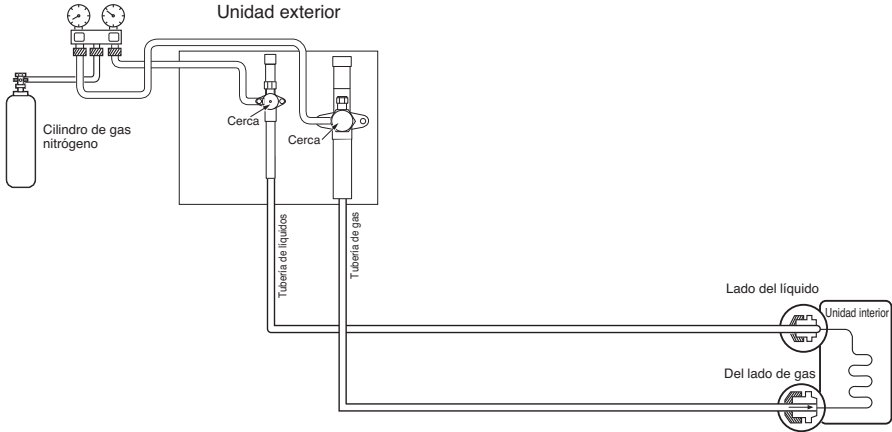 Unidad exterior
Cilindro de gas
nitrógeno
Cerca
Cerca
Tubería de líquidos
Tubería de gas
Lado del líquido
Unidad interior
Del lado de gas